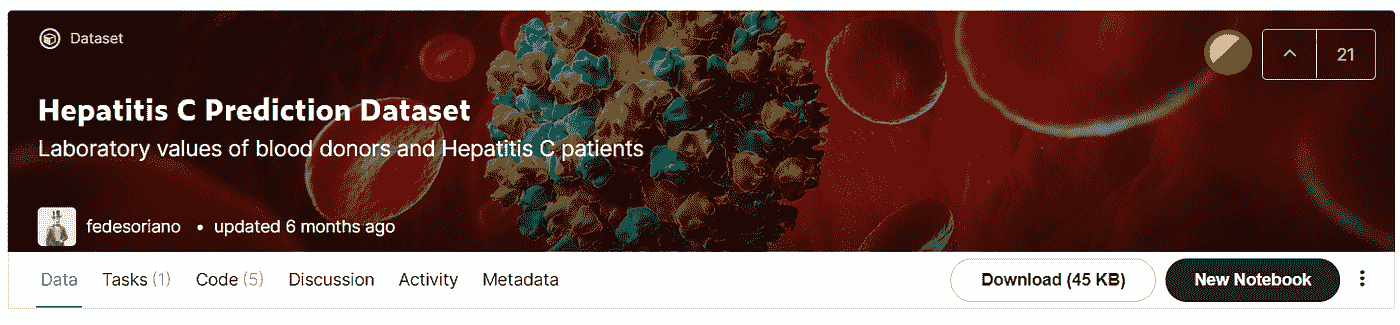 Dataset
21
Hepatitis C Prediction Dataset
Laboratory values of blood donors and Hepatitis C patients
fedesoriano • updated 6 months ago
Data Tasks (1) Code (5) Discussion Activity Metadata Download (45 KB) New Notebook